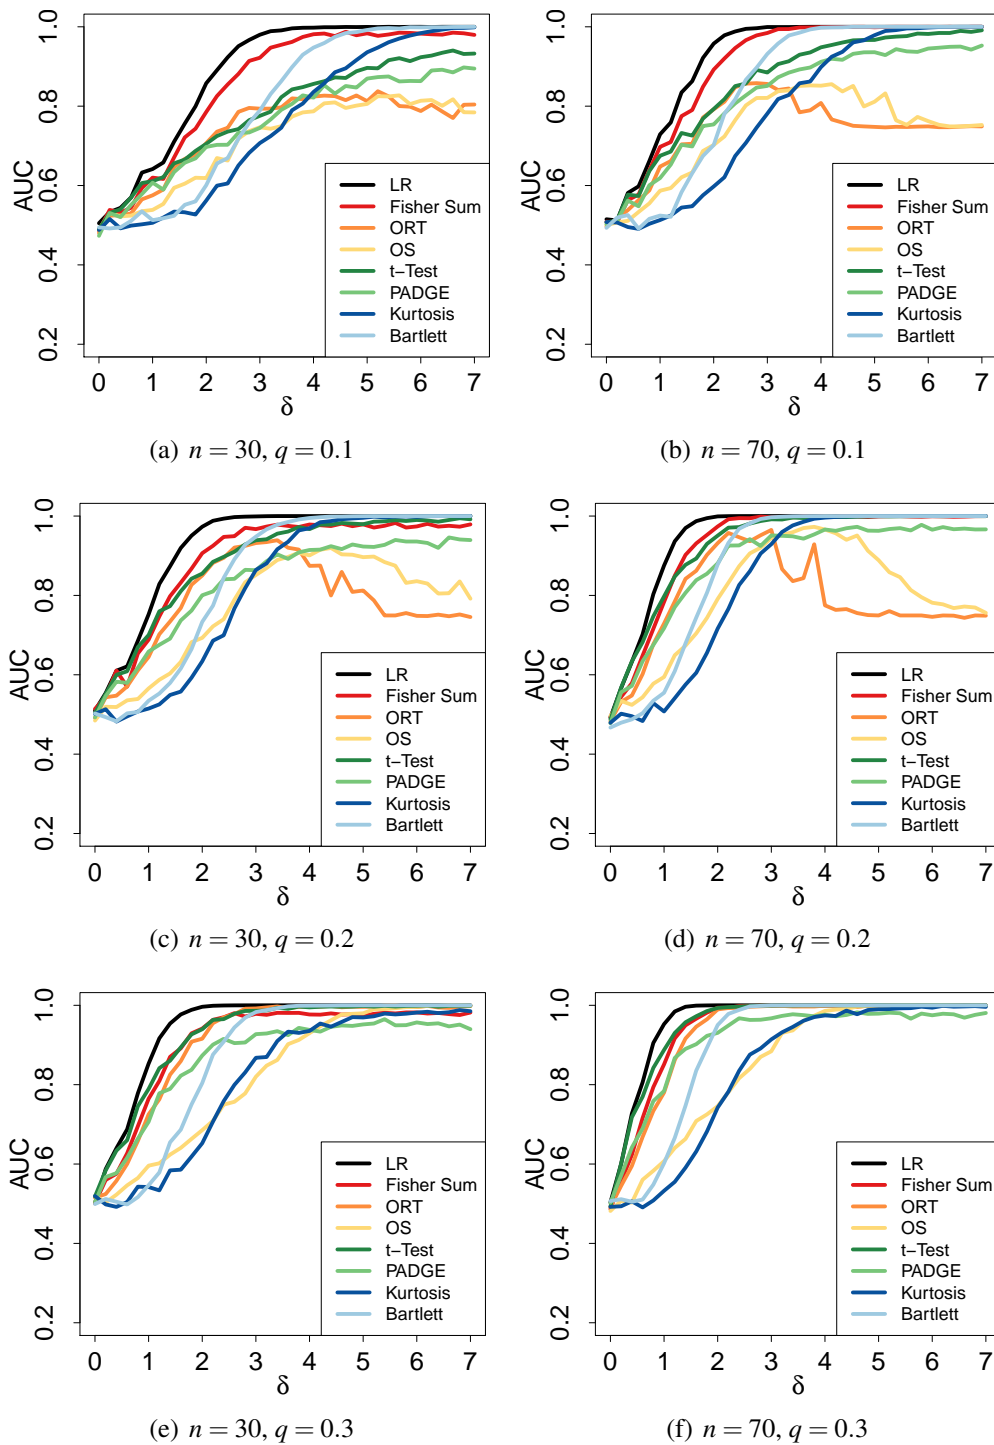 AUC
0.2 0.4 0.6 0.8 1.0
LR
Fisher Sum
ORT
OS
t−Test
PADGE
Kurtosis
Bartlett
0 1 2 3 4 5 6 7
δ
(a) n = 30, q = 0.1
AUC
0.2 0.4 0.6 0.8 1.0
LR
Fisher Sum
ORT
OS
t−Test
PADGE
Kurtosis
Bartlett
0 1 2 3 4 5 6 7
δ
(b) n = 70, q = 0.1
AUC
0.2 0.4 0.6 0.8 1.0
LR
Fisher Sum
ORT
OS
t−Test
PADGE
Kurtosis
Bartlett
0 1 2 3 4 5 6 7
δ
(c) n = 30, q = 0.2
AUC
0.2 0.4 0.6 0.8 1.0
LR
Fisher Sum
ORT
OS
t−Test
PADGE
Kurtosis
Bartlett
0 1 2 3 4 5 6 7
δ
(d) n = 70, q = 0.2
AUC
0.2 0.4 0.6 0.8 1.0
LR
Fisher Sum
ORT
OS
t−Test
PADGE
Kurtosis
Bartlett
0 1 2 3 4 5 6 7
δ
(e) n = 30, q = 0.3
AUC
0.2 0.4 0.6 0.8 1.0
LR
Fisher Sum
ORT
OS
t−Test
PADGE
Kurtosis
Bartlett
0 1 2 3 4 5 6 7
δ
(f) n = 70, q = 0.3